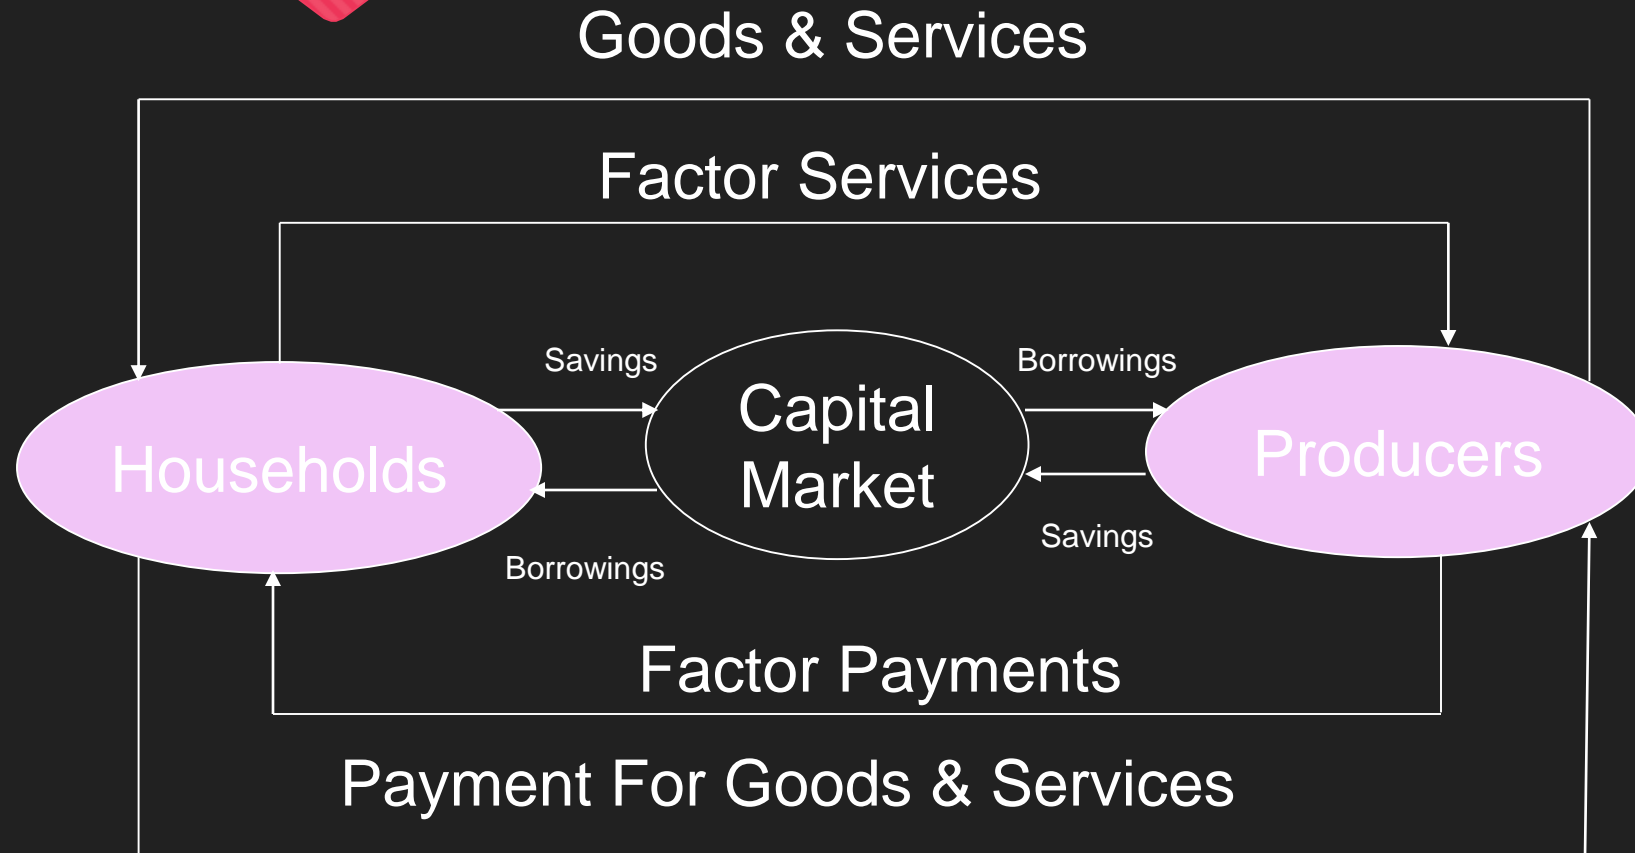 Goods & Services
Factor Services
Savings
Borrowings
Capital
Market
Households
Producers
Savings
Borrowings
Factor Payments
Payment For Goods & Services